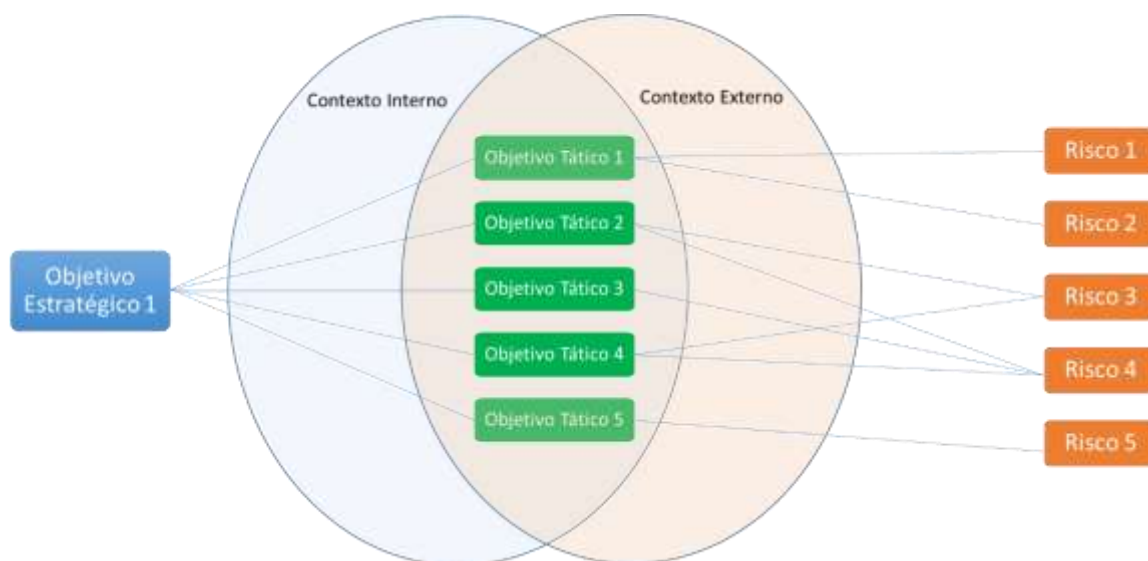 Contexto Interno
Contexto Externo
Objetivo
Estratégico 1
Objetivo Tático 1
Objetivo Tático 2
Objetivo Tático 3
Objetivo Tático 4
Objetivo Tático 5
Risco 1
Risco 2
Risco 3
Risco 4
Risco 5